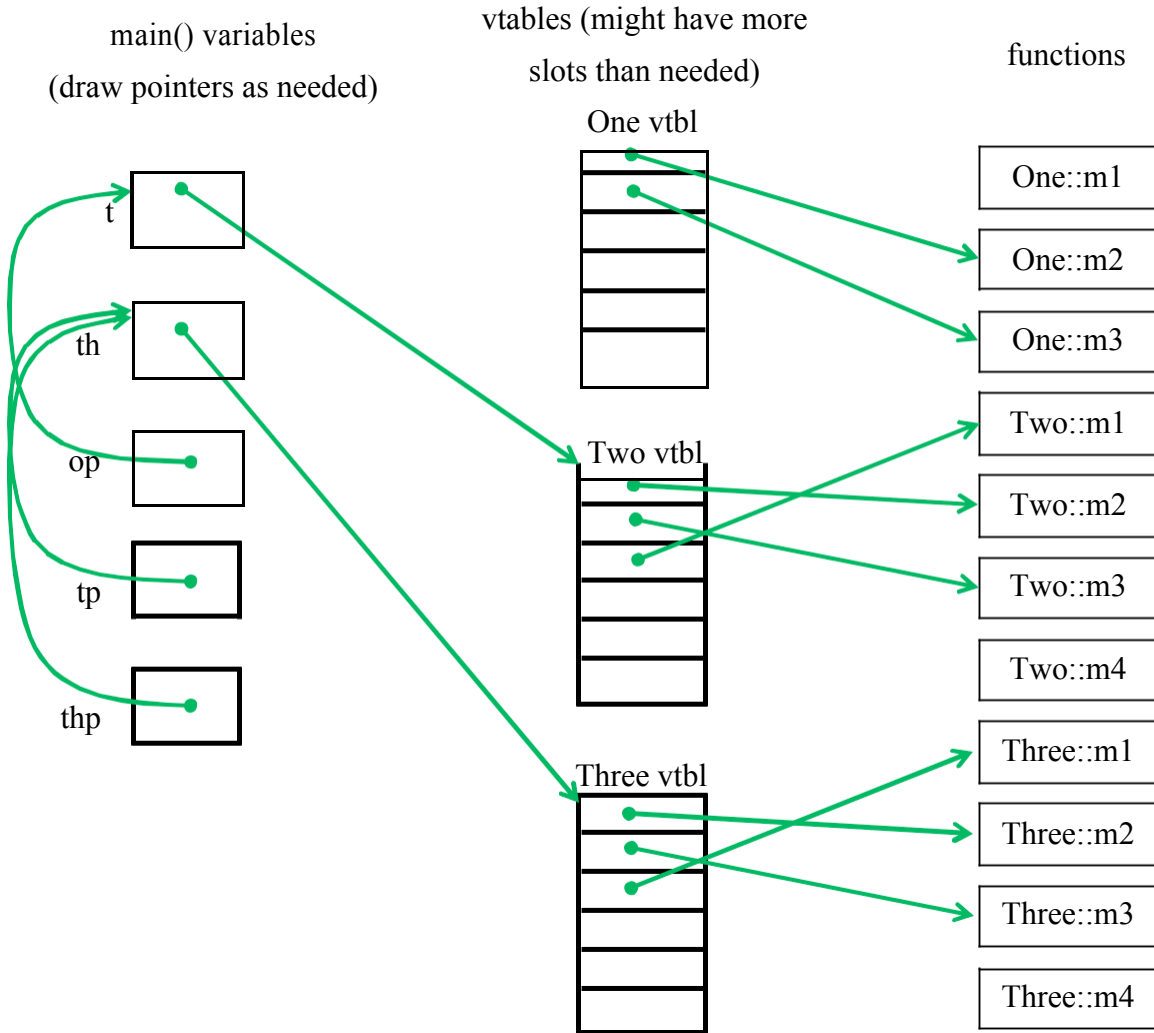 main() variables
(draw pointers as needed)
vtables (might have more
slots than needed)
functions
One vtbl
t
th
op
tp
thp
Two vtbl
Three vtbl
One::m1
One::m2
One::m3
Two::m1
Two::m2
Two::m3
Two::m4
Three::m1
Three::m2
Three::m3
Three::m4